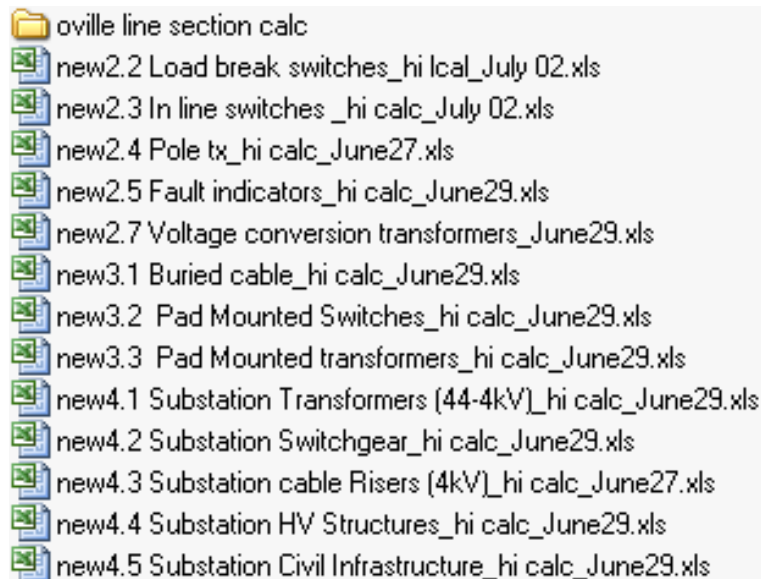 oville line section calc
new2.2 Load break switches_hi lcal_July 02.xls
new2.3 In line switches _hi calc_July 02.xls
new2.4 Pole tx_hi calc_June27.xls
new2.5 Fault indicators_hi calc_June29.xls
new2.7 Voltage conversion transformers_June29.xls
new3.1 Buried cable_hi calc_June29.xls
new3.2  Pad Mounted Switches_hi calc_June29.xls
new3.3  Pad Mounted transformers_hi calc_June29.xls
new4.1 Substation Transformers (44-4kV)_hi calc_June29.xls
new4.2 Substation Switchgear_hi calc_June29.xls
new4.3 Substation cable Risers (4kV)_hi calc_June27.xls
new4.4 Substation HV Structures_hi calc_June29.xls
new4.5 Substation Civil Infrastructure_hi calc_June29.xls